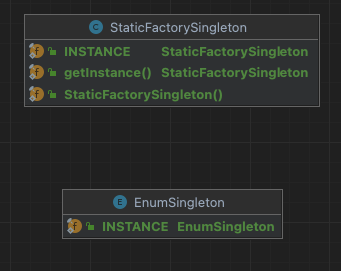 C StaticFactorySingleton
f INSTANCE StaticFactorySingleton
f getInstance() StaticFactorySingleton
f StaticFactorySingleton()
E EnumSingleton
f INSTANCE EnumSingleton